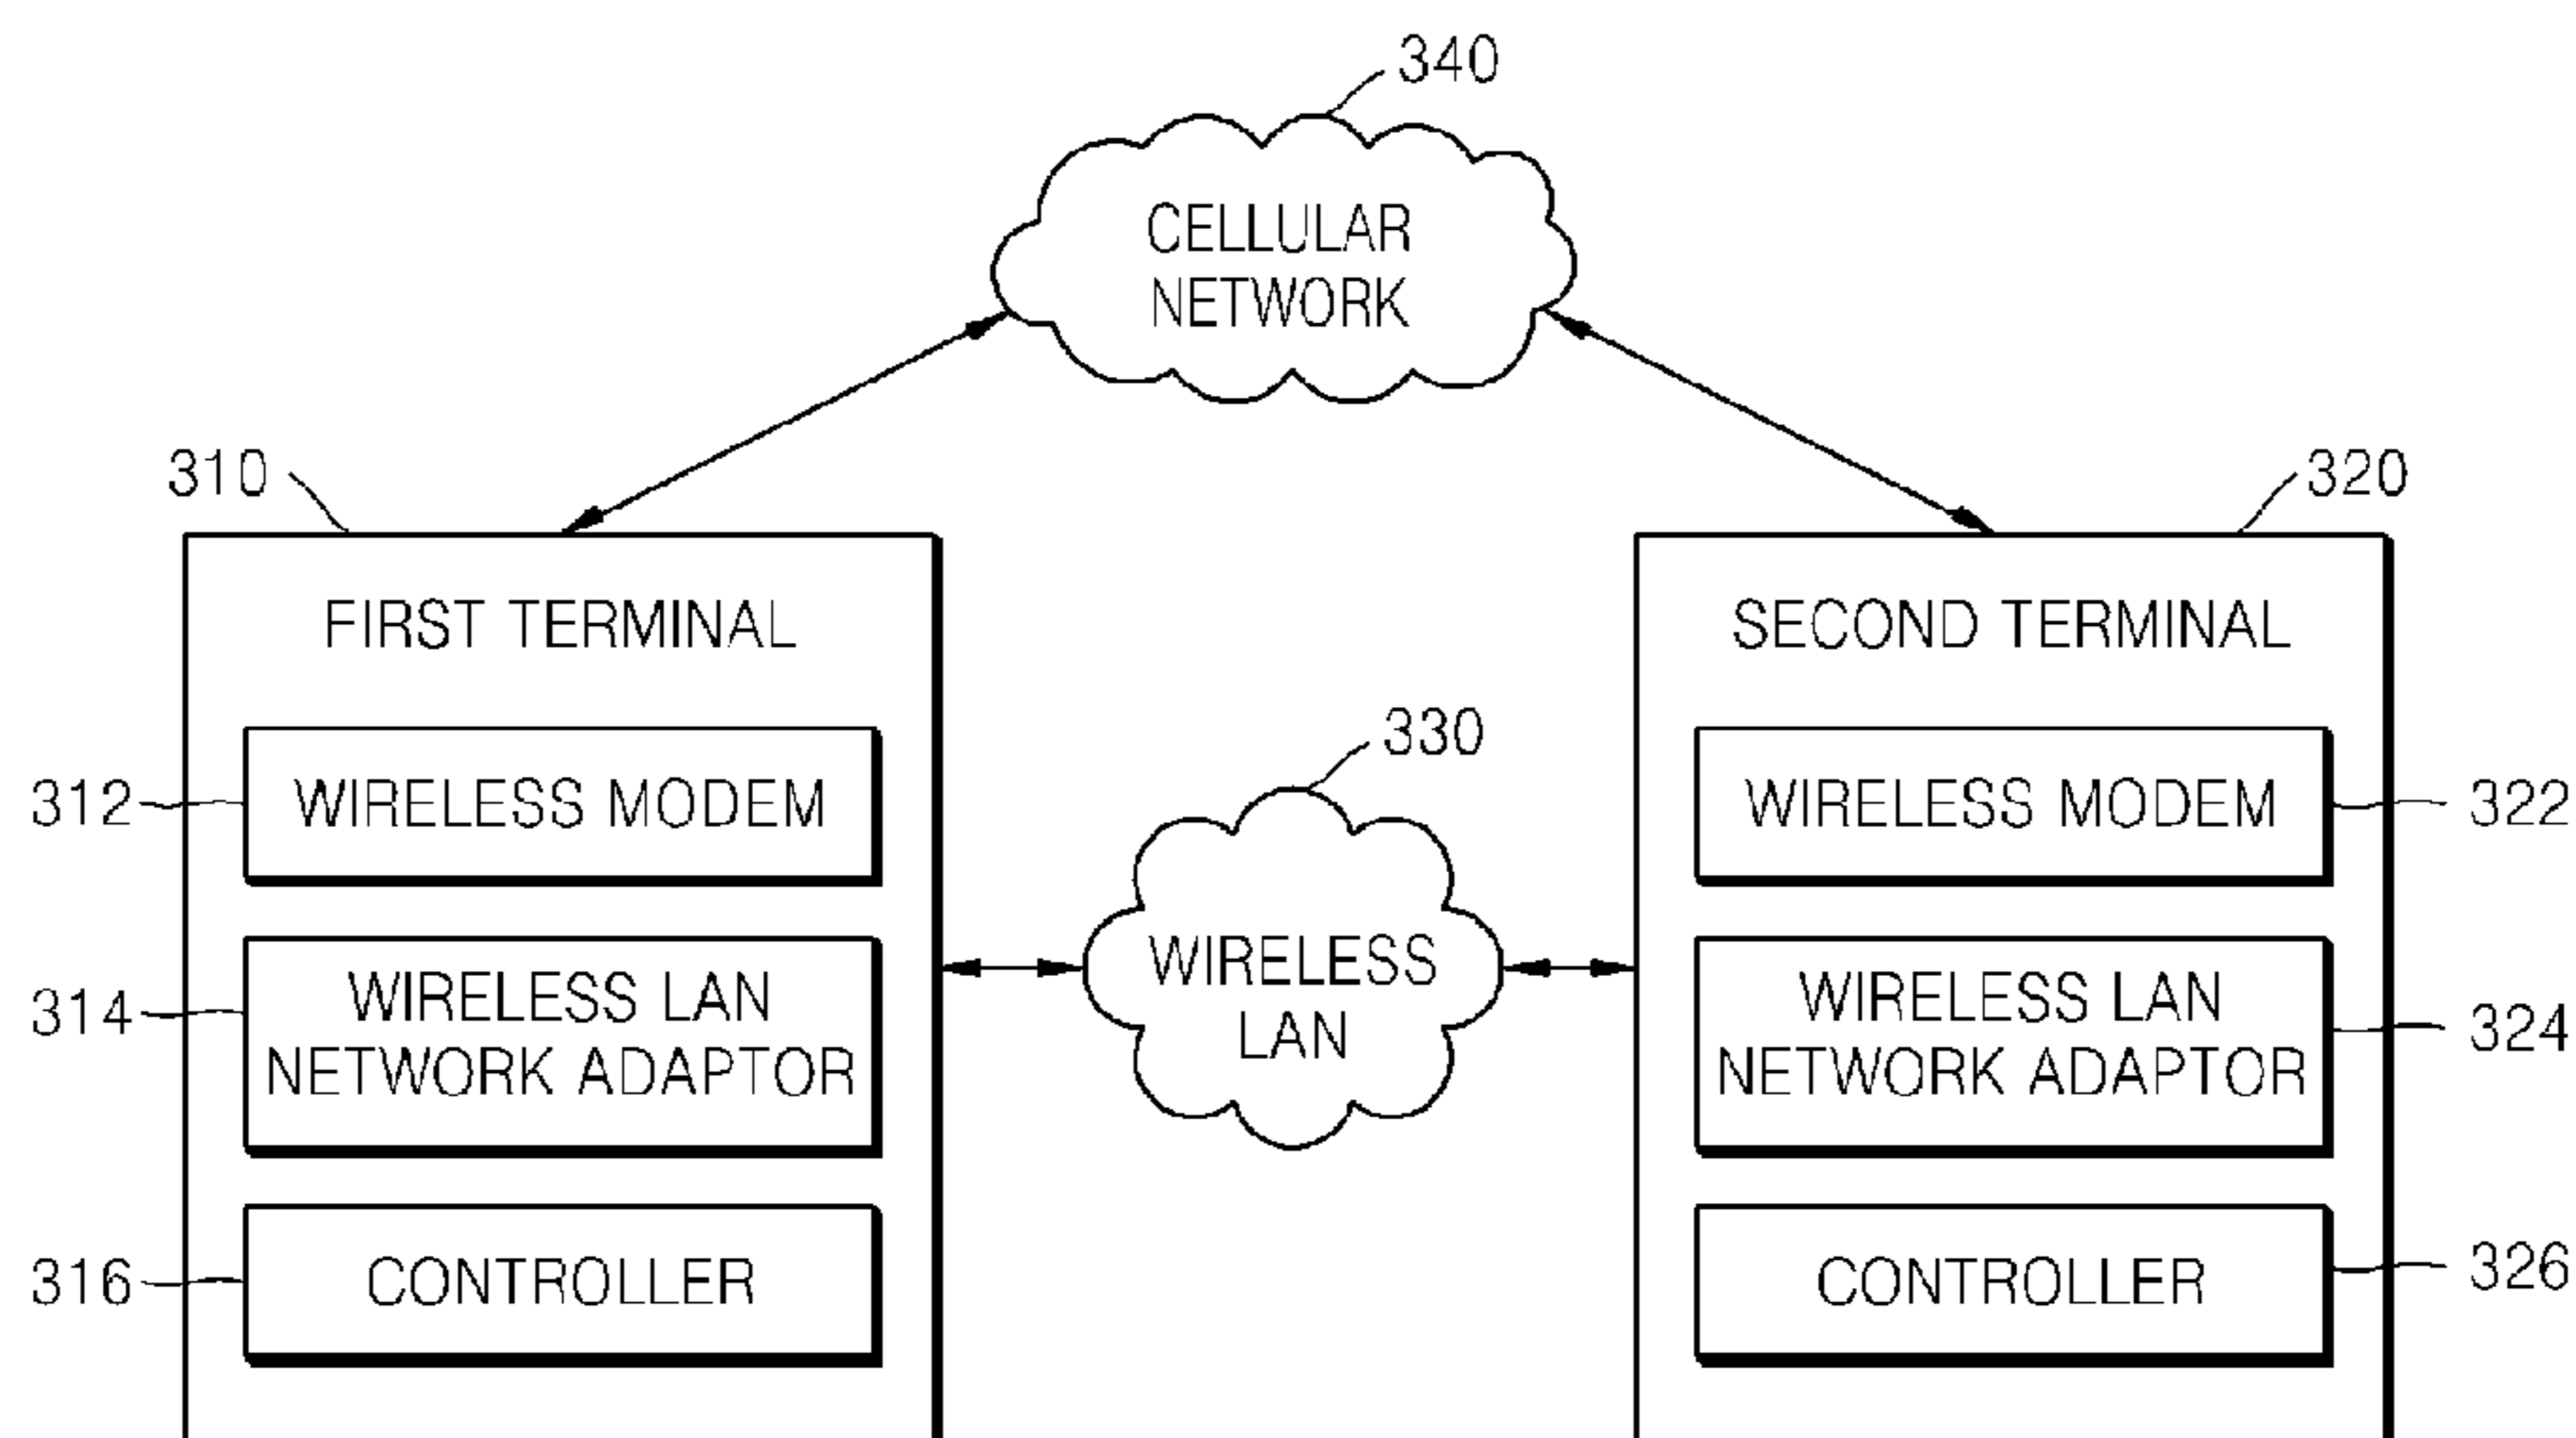 340
CELLULAR
NETWORK
310
320
FIRST TERMINAL
SECOND TERMINAL
330
312
WIRELESS MODEM
WIRELESS MODEM
322
WIRELESS
LAN
314
WIRELESS LAN
NETWORK ADAPTOR
WIRELESS LAN
NETWORK ADAPTOR
324
316
CONTROLLER
CONTROLLER
326